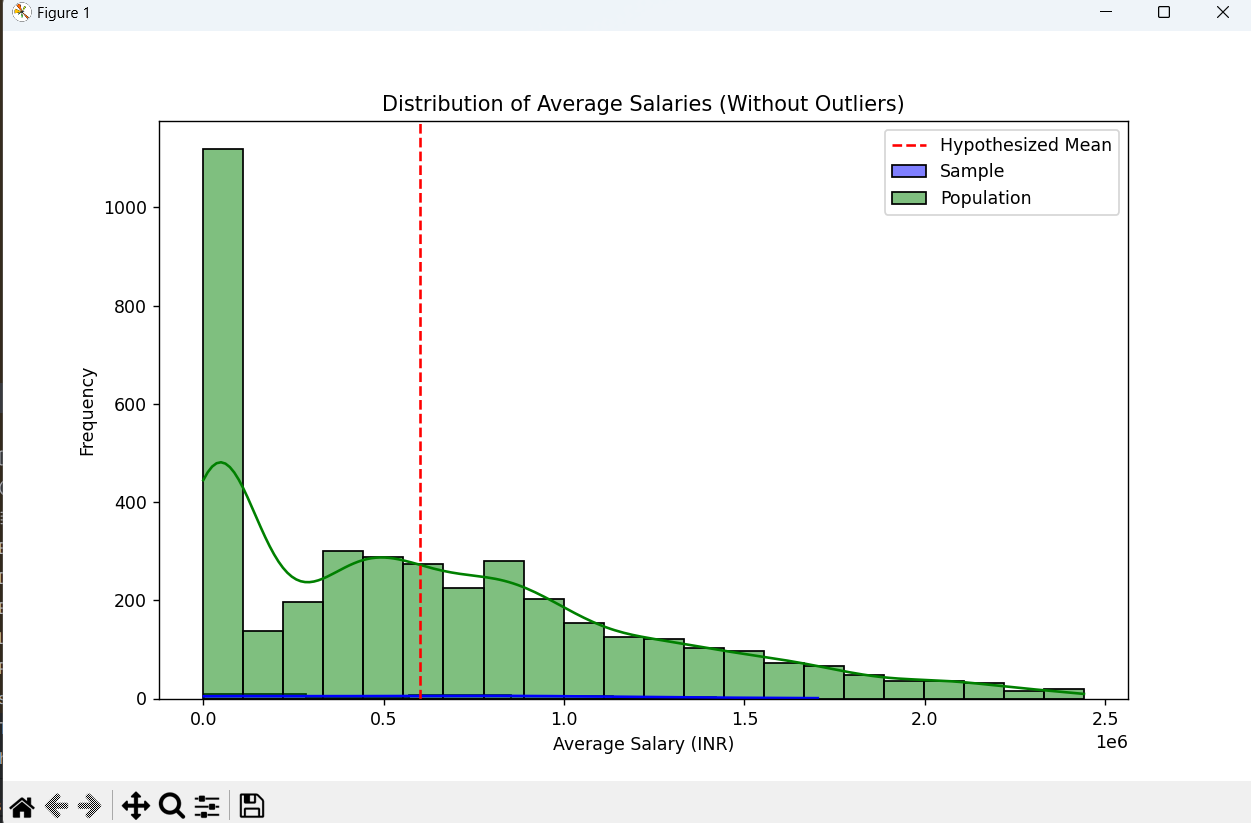 Figure 1
Distribution of Average Salaries (Without Outliers)
Hypothesized Mean
Sample
Population
Frequency
1000
800
600
400
200
0
0.0 0.5 1.0 1.5 2.0 2.5
1e6
Average Salary (INR)